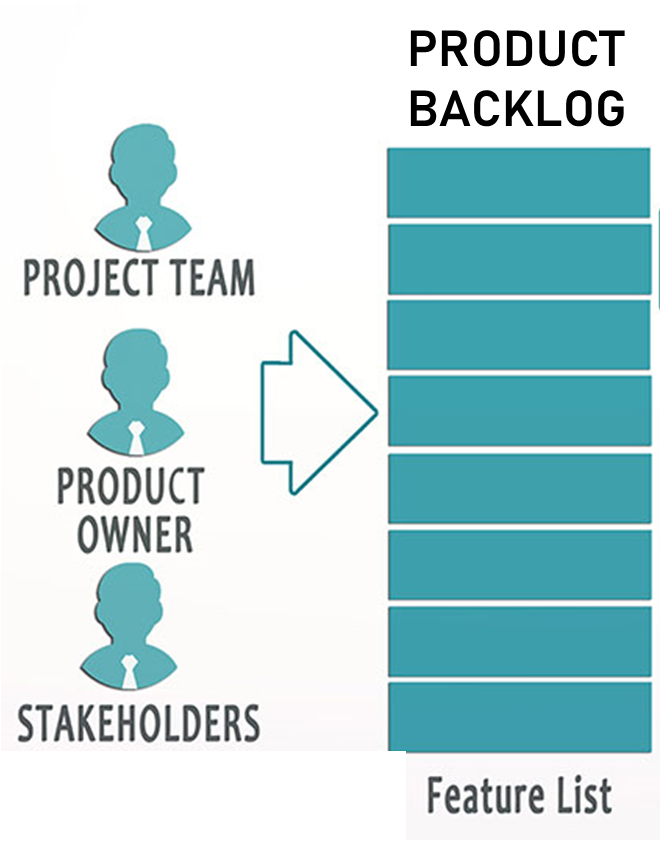 PRODUCT
BACKLOG
PROJECT TEAM
PRODUCT
OWNER
STAKEHOLDERS
Feature List